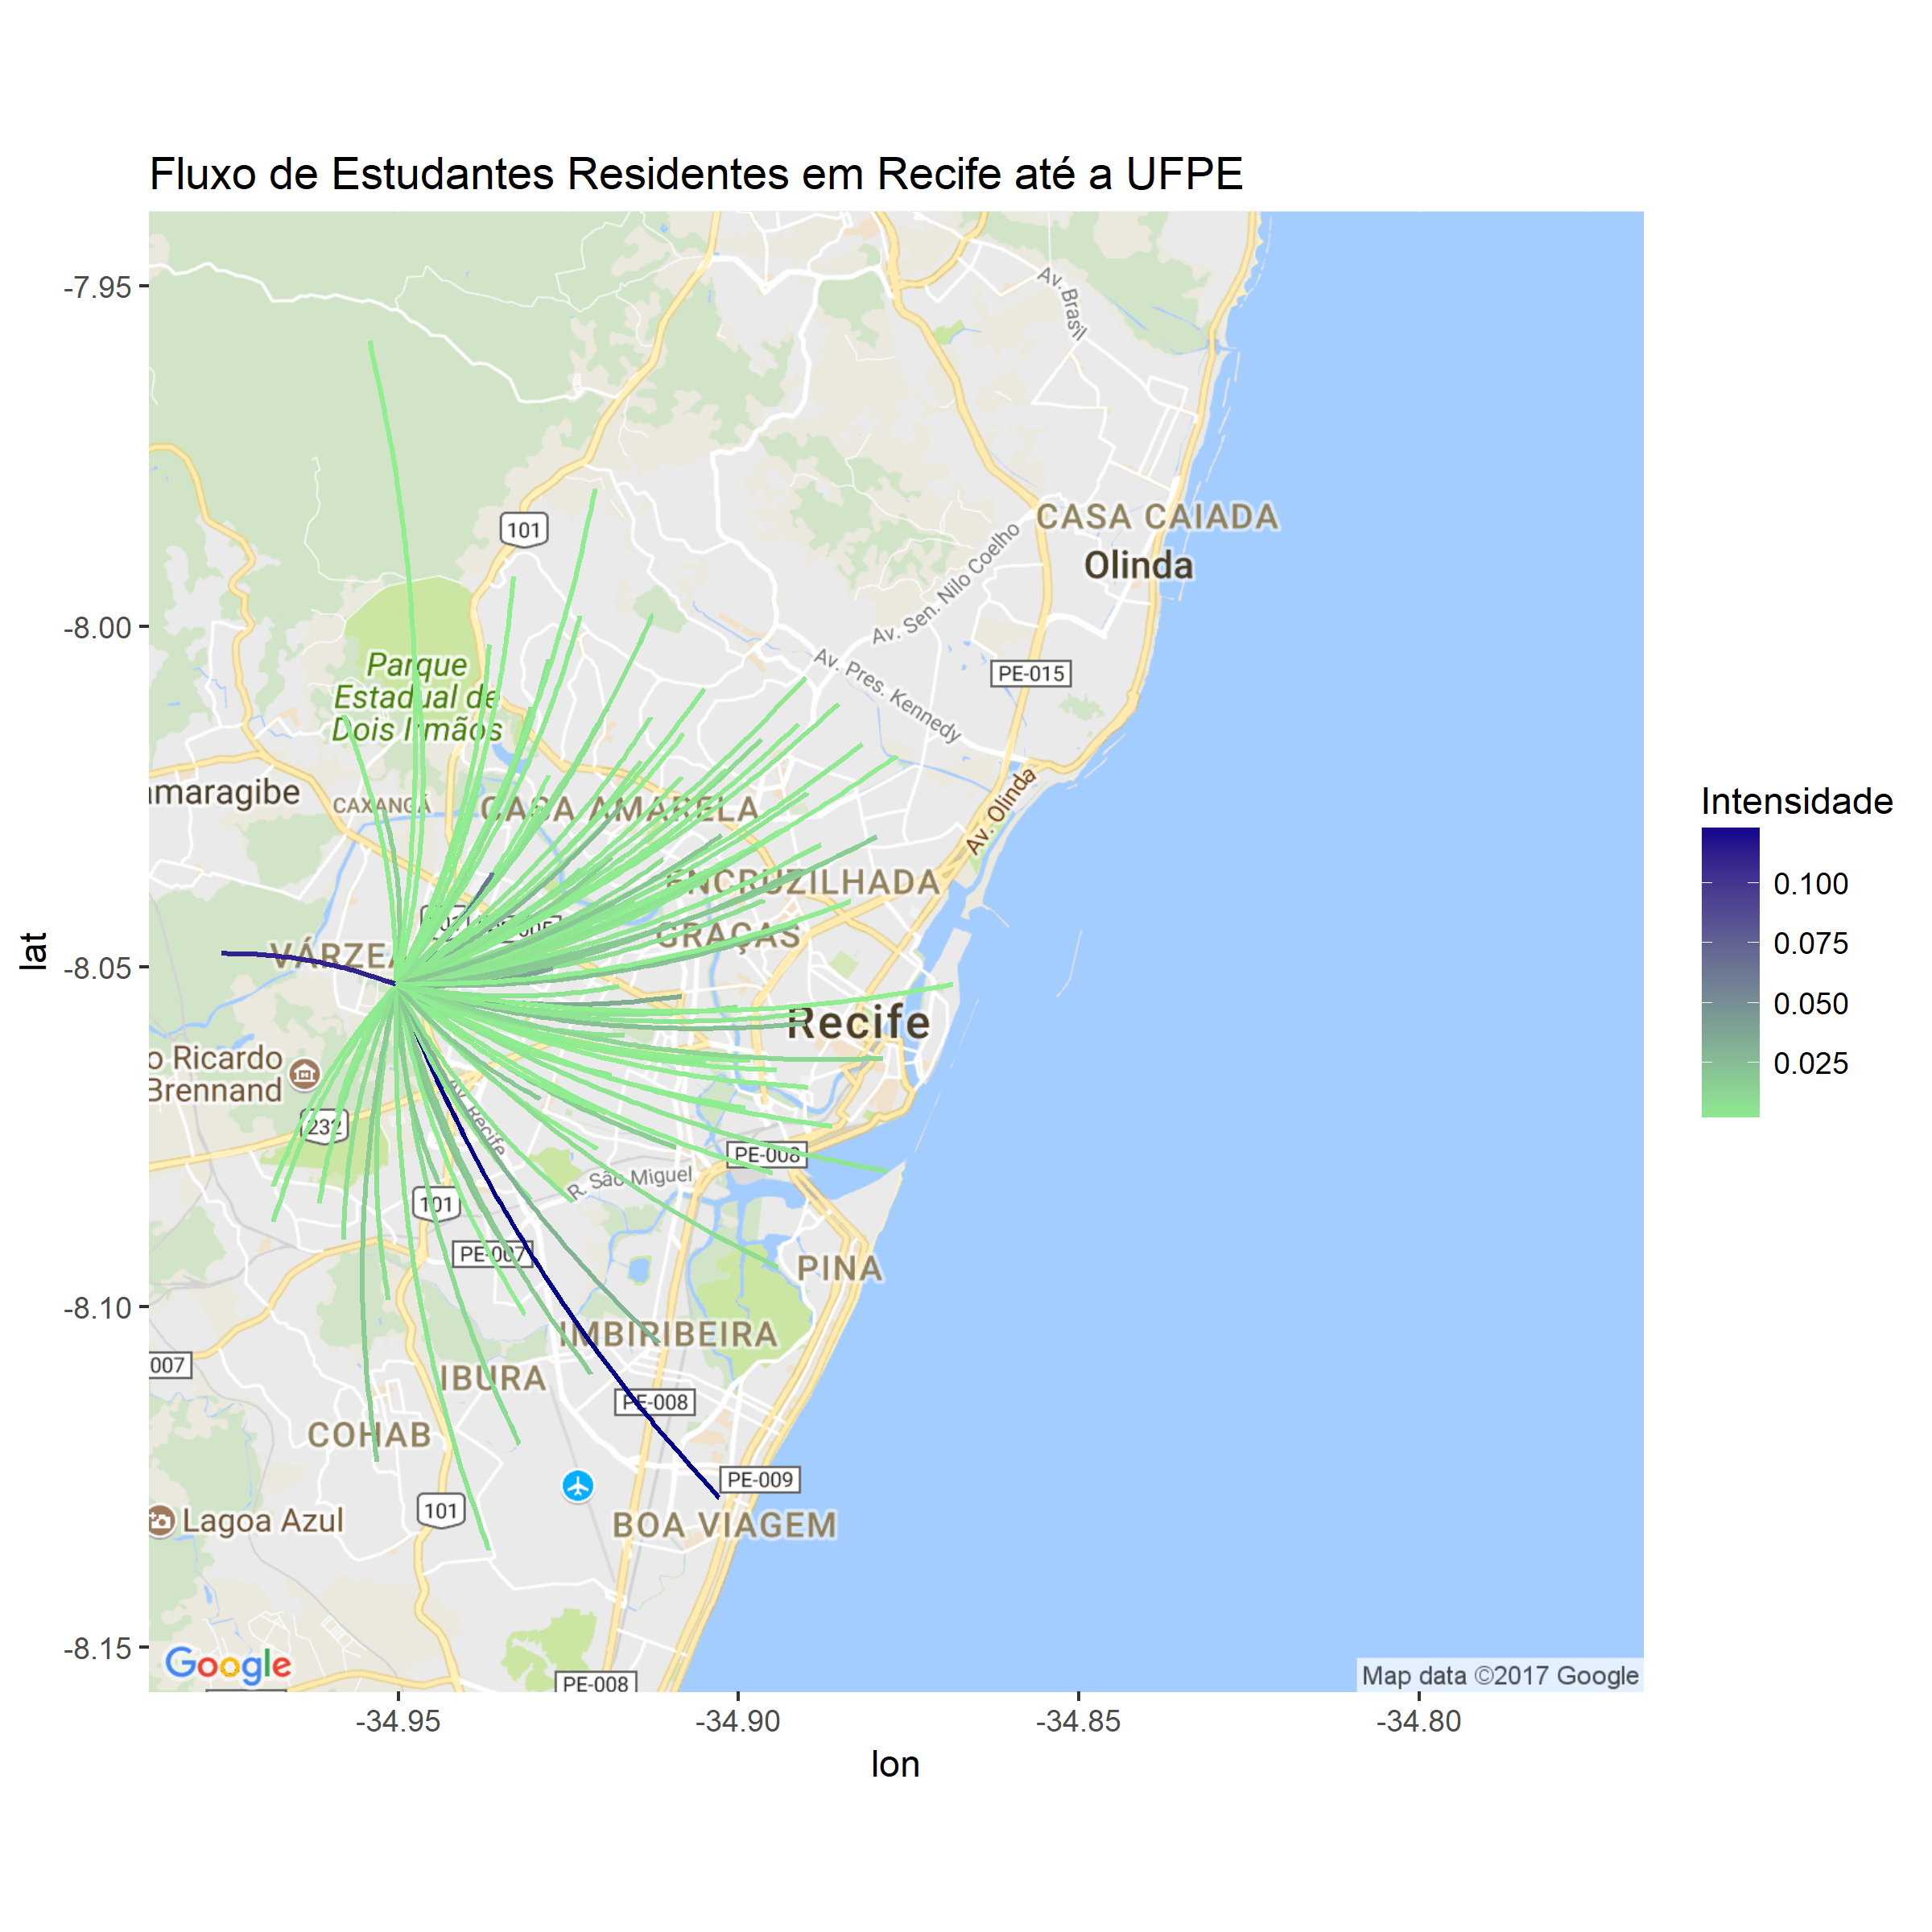 Fluxo de Estudantes Residentes em Recife até a UFPE
-7.95
-8.00
-8.05
-8.10
-8.15
lat
Av. Brasil
101
CASA CAIADA
Olinda
Av. Sen. Nilo Coelho
Av. Pres. Kennedy
PE-015
Parque
Estadual de
Dois Irmãos
Av. Olinda
maragibe
CAXANGÁ
CASA AMARELA
ENCRUZILHADA
GRAÇAS
VÁRZEA
Recife
o Ricardo
Brennand
232
Av. Recife
PE-008
R. São Miguel
101
PE-007
PINA
IMBIRIBEIRA
007
IBURA
PE-008
COHAB
PE-009
Lagoa Azul
101
BOA VIAGEM
Google
PE-008
Map data ©2017 Google
-34.95
-34.90
-34.85
-34.80
lon
Intensidade
0.100
0.075
0.050
0.025